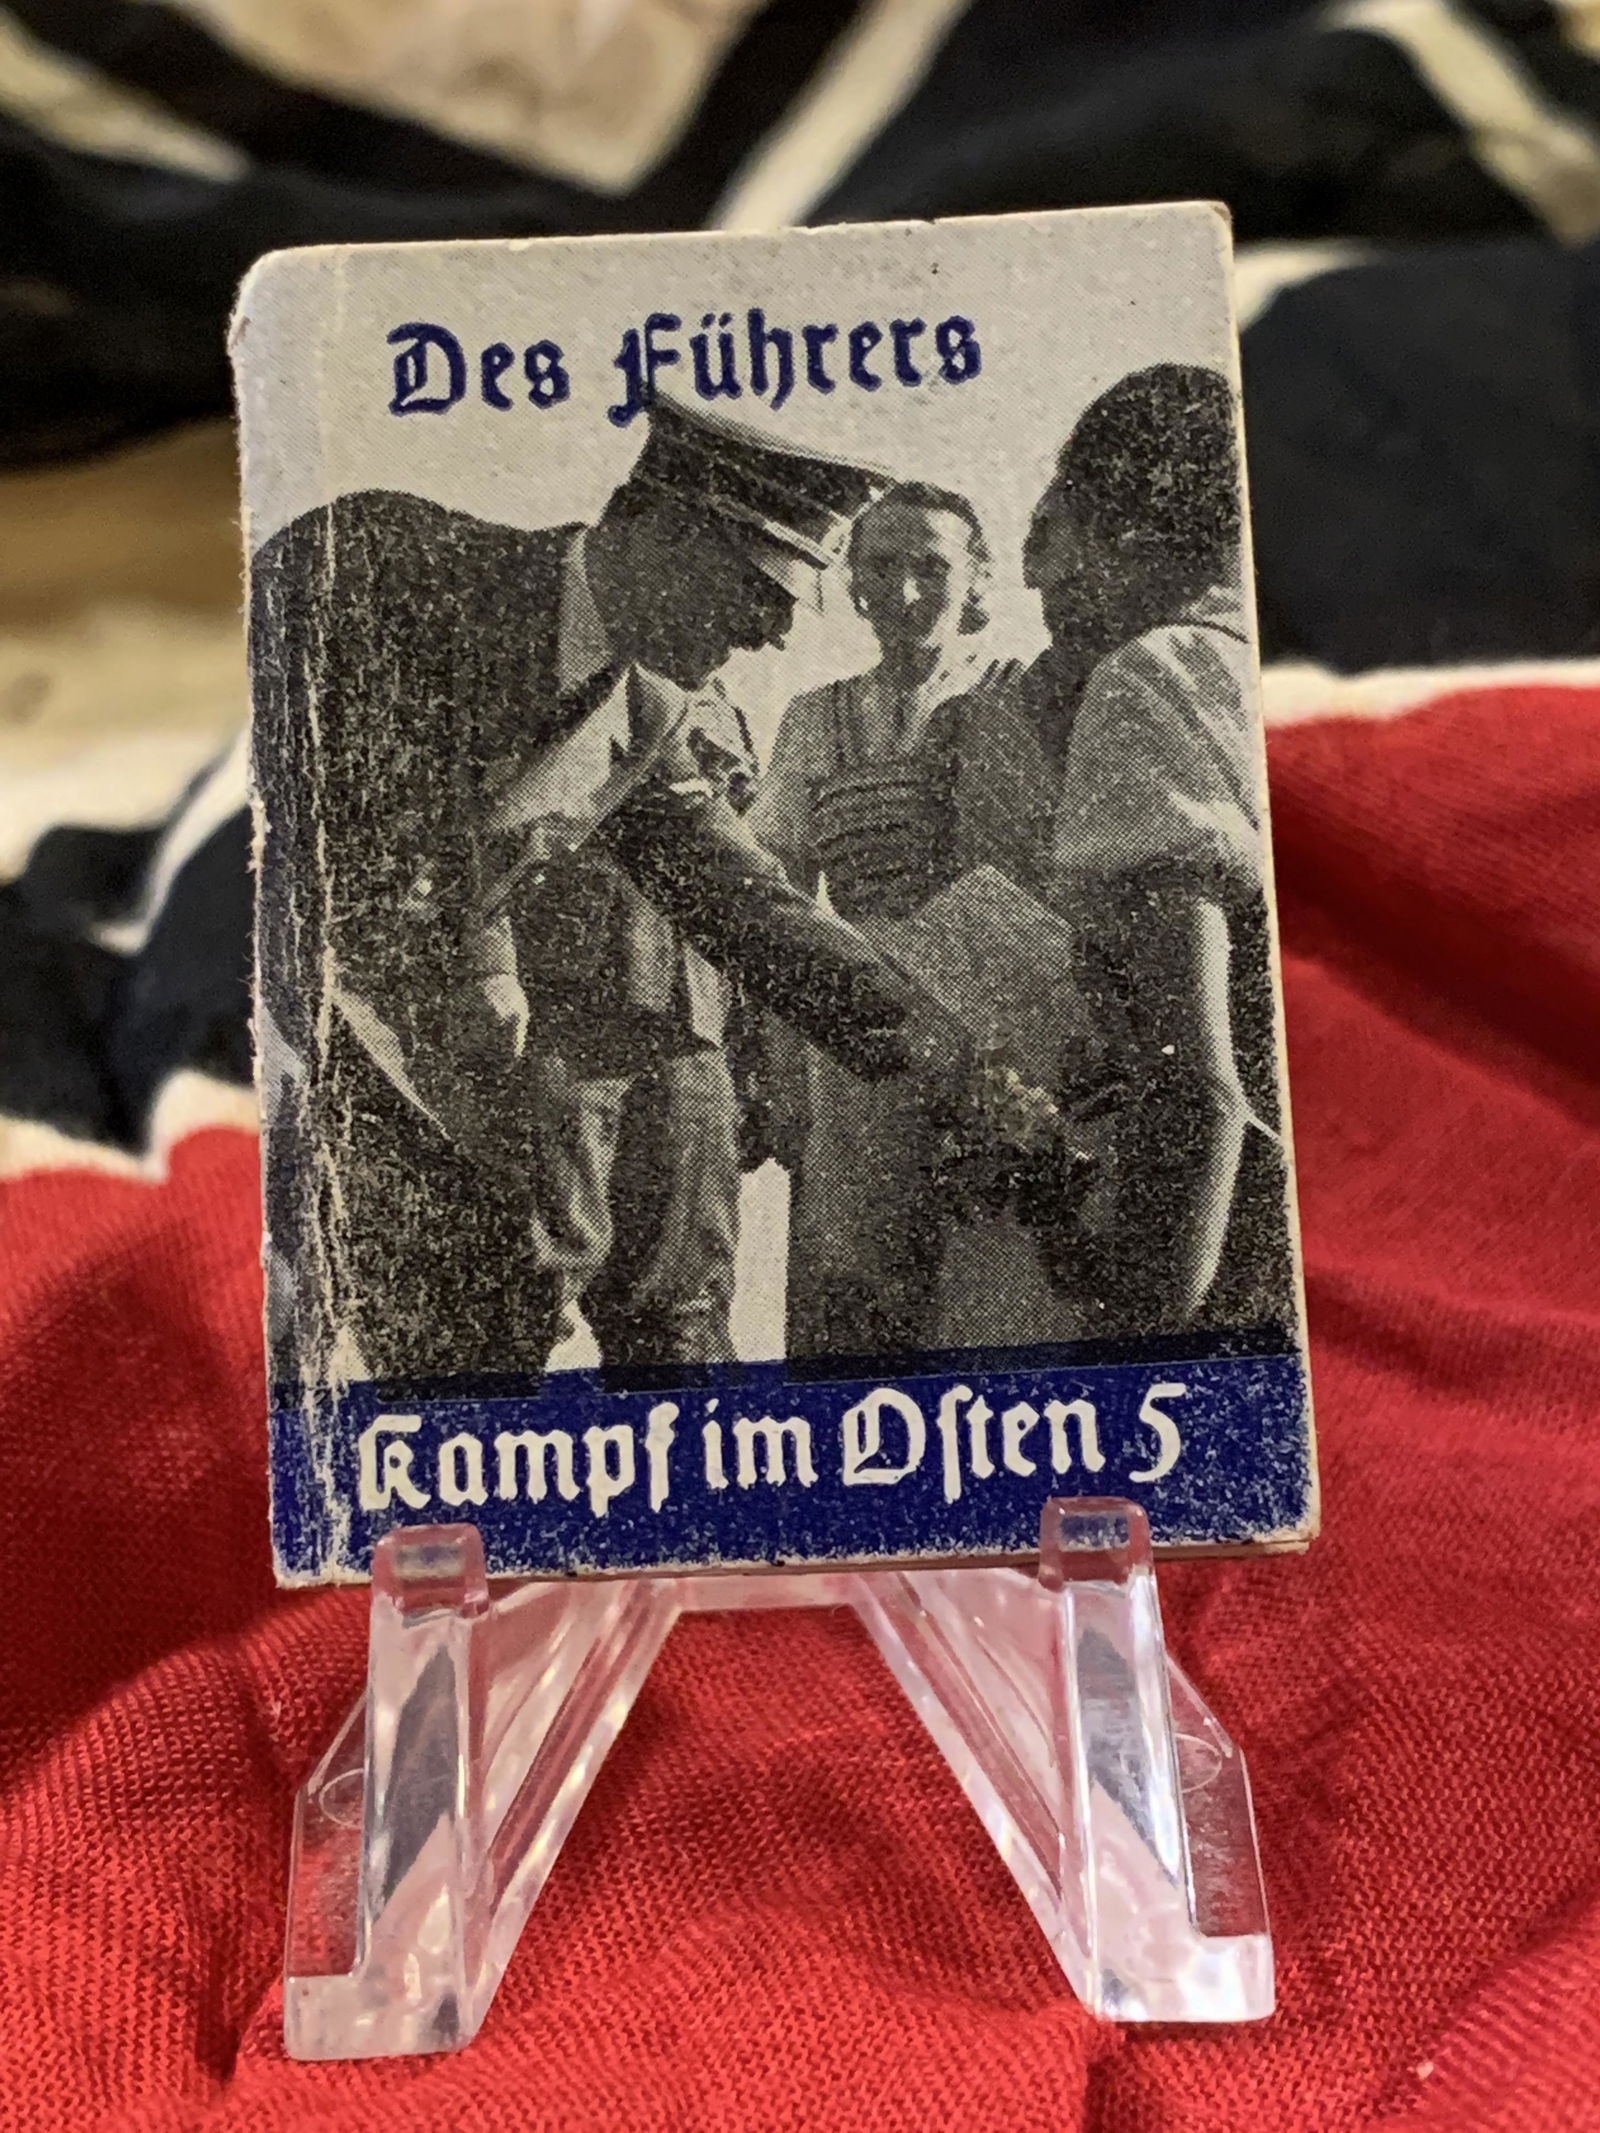 Des Führers
Kampf im Osten 5